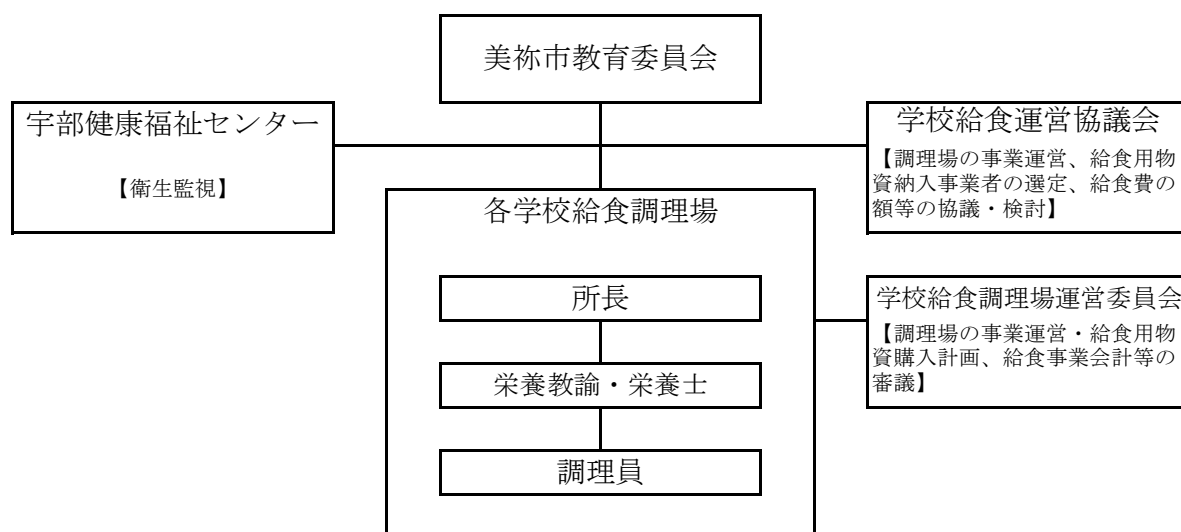 美祢市教育委員会
宇部健康福祉センター
【衛生監視】
学校給食運営協議会
【調理場の事業運営、給食用物
資納入事業者の選定、給食費の
額等の協議・検討】
各学校給食調理場
所長
栄養教諭・栄養士
調理員
学校給食調理場運営委員会
【調理場の事業運営・給食用物
資購入計画、給食事業会計等の
審議】